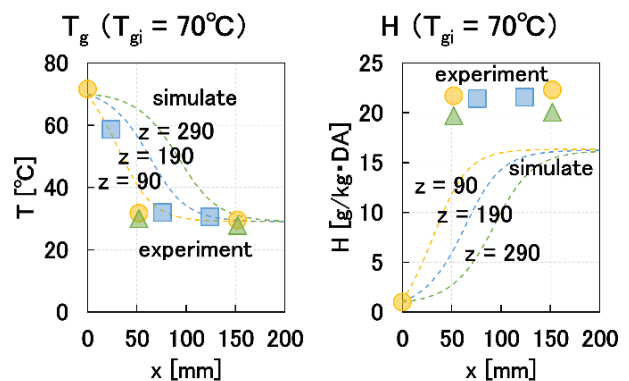 Tg (Tgi = 70℃)
80
60
40
20
0
T [℃]
simulate
z = 290
z = 190
z = 90
experiment
0
50
100
150
200
x [mm]
H (Tgi = 70℃)
25
20
15
10
5
0
H [g/kg・DA]
experiment
simulate
z = 90
z = 190
z = 290
0
50
100
150
200
x [mm]